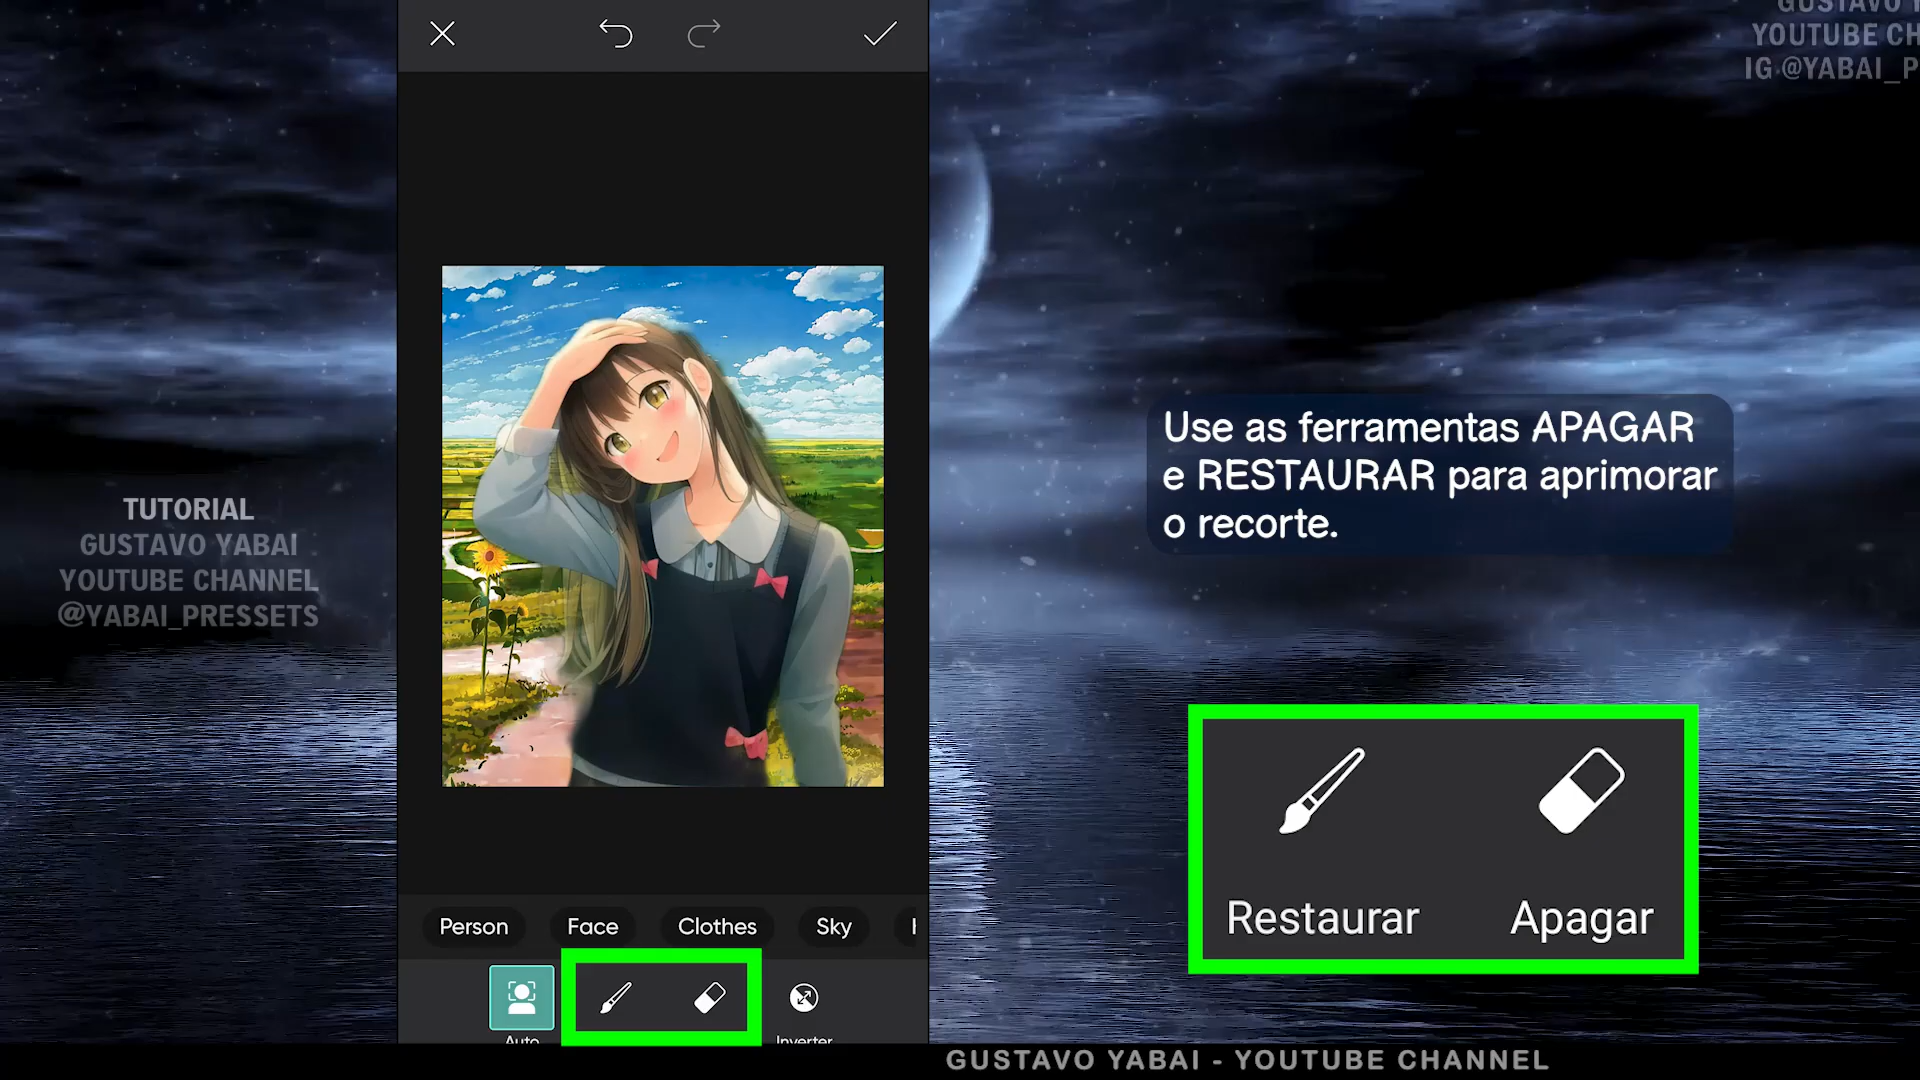 GUSTAVO Y
YOUTUBE CH
IG @YABAI_P
TUTORIAL
GUSTAVO YABAI
YOUTUBE CHANNEL
@YABAI_PRESSETS
Use as ferramentas APAGAR
e RESTAURAR para aprimorar
o recorte.
Restaurar Apagar
Person Face Clothes Sky
Auto Inverter
GUSTAVO YABAI - YOUTUBE CHANNEL